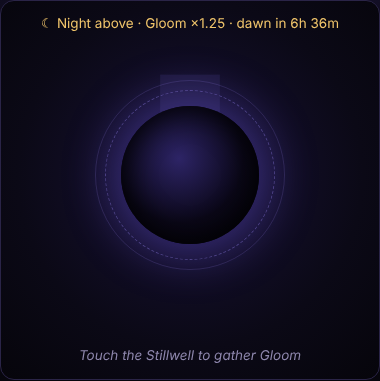 ☾ Night above · Gloom ×1.25 · dawn in 6h 36m
Touch the Stillwell to gather Gloom